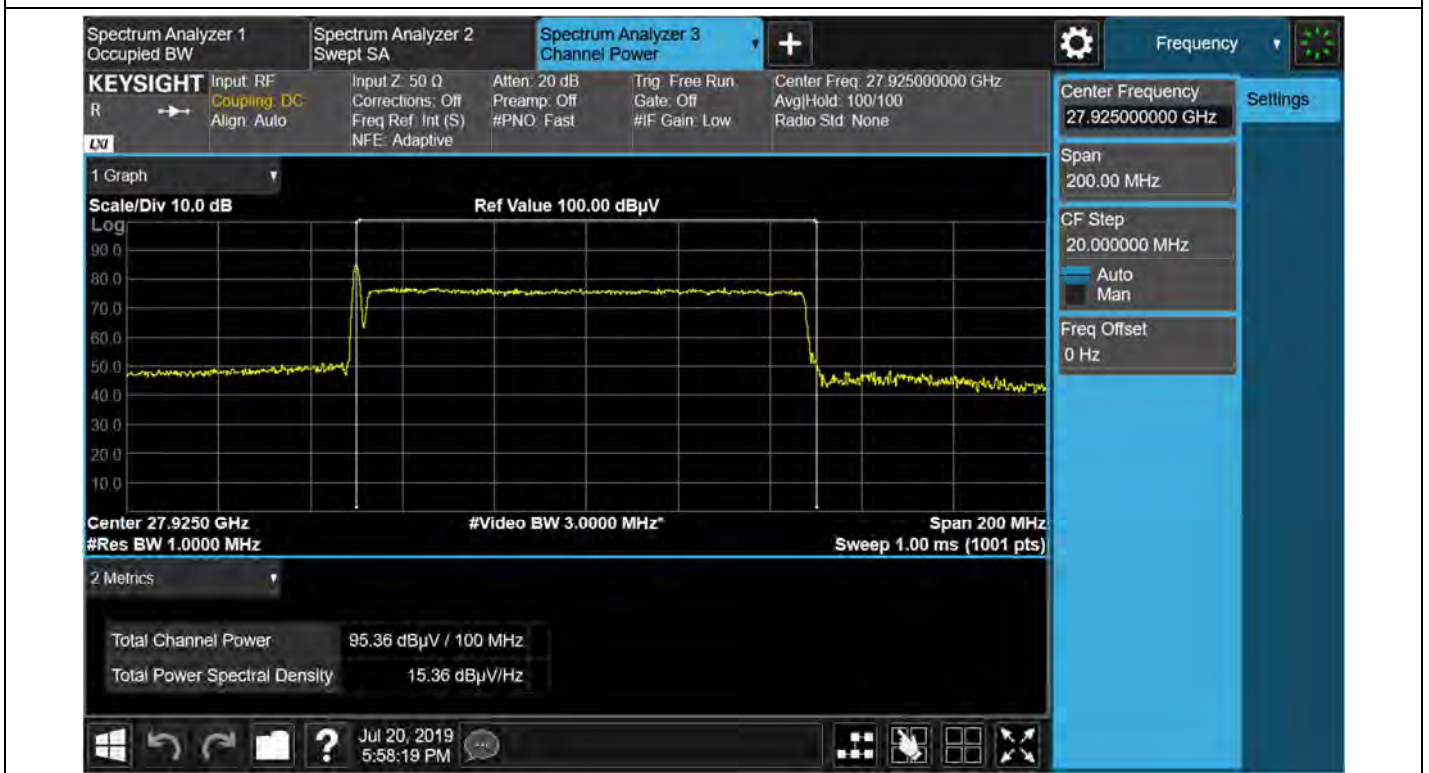 Spectrum Analyzer 1
Occupied BW
Spectrum Analyzer 2
Swept SA
Spectrum Analyzer 3
Channel Power
Frequency
KEYSIGHT
R
LXI
Input: RF
Coupling: DC
Align: Auto
Input Z: 50 Ω
Corrections: Off
Freq Ref: Int (S)
NFE: Adaptive
Atten: 20 dB
Preamp: Off
#PNO: Fast
Trig: Free Run
Gate: Off
#IF Gain: Low
Center Freq: 27.925000000 GHz
Avg|Hold: 100/100
Radio Std: None
Center Frequency
27.925000000 GHz
Settings
Span
200.00 MHz
CF Step
20.000000 MHz
Auto
Man
Freq Offset
0 Hz
1 Graph
Scale/Div 10.0 dB
Ref Value 100.00 dBµV
Log
90.0
80.0
70.0
60.0
50.0
40.0
30.0
20.0
10.0
Center 27.9250 GHz
#Video BW 3.0000 MHz*
Span 200 MHz
#Res BW 1.0000 MHz
Sweep 1.00 ms (1001 pts)
2 Metrics
Total Channel Power 95.36 dBµV / 100 MHz
Total Power Spectral Density 15.36 dBµV/Hz
?
Jul 20, 2019
5:58:19 PM